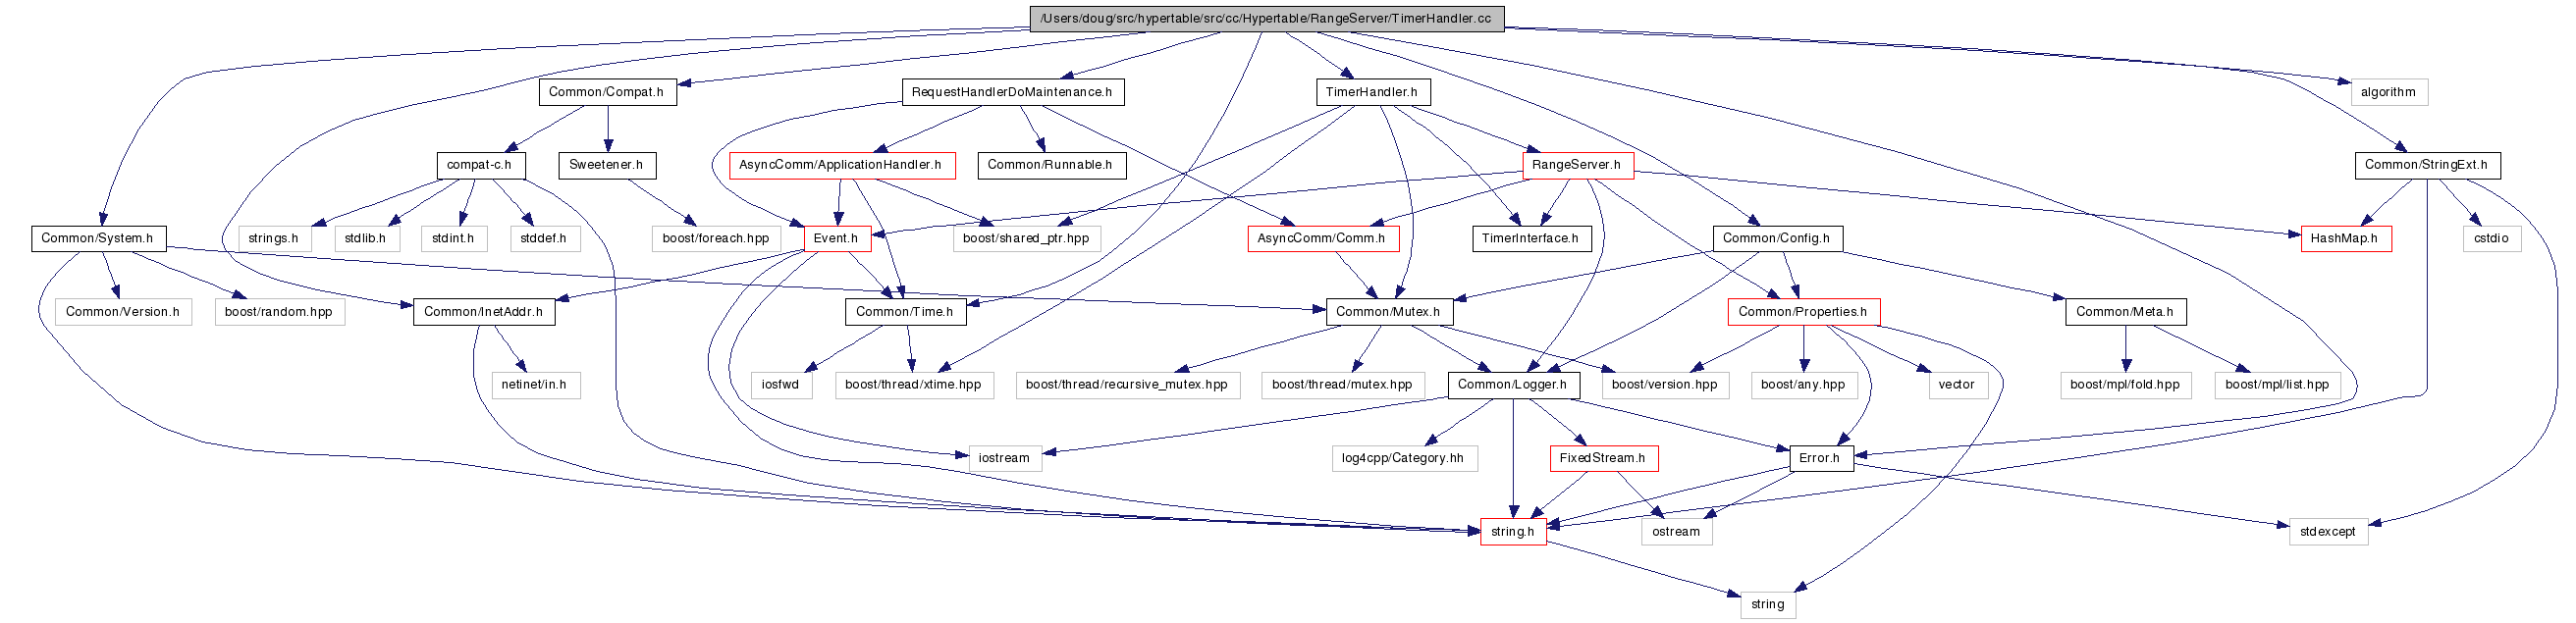 /Users/doug/src/hypertable/src/cc/Hypertable/RangeServer/TimerHandler.cc
Common/Compat.h
RequestHandlerDoMaintenance.h
TimerHandler.h
algorithm
compat-c.h
Sweetener.h
AsyncComm/ApplicationHandler.h
Common/Runnable.h
RangeServer.h
Common/StringExt.h
Common/System.h
strings.h
stdlib.h
stdint.h
stddef.h
boost/foreach.hpp
Event.h
boost/shared_ptr.hpp
AsyncComm/Comm.h
TimerInterface.h
Common/Config.h
HashMap.h
cstdio
Common/Version.h
boost/random.hpp
Common/InetAddr.h
Common/Time.h
Common/Mutex.h
Common/Properties.h
Common/Meta.h
netinet/in.h
iosfwd
boost/thread/xtime.hpp
boost/thread/recursive_mutex.hpp
boost/thread/mutex.hpp
Common/Logger.h
boost/version.hpp
boost/any.hpp
vector
boost/mpl/fold.hpp
boost/mpl/list.hpp
iostream
log4cpp/Category.hh
FixedStream.h
Error.h
string.h
ostream
stdexcept
string